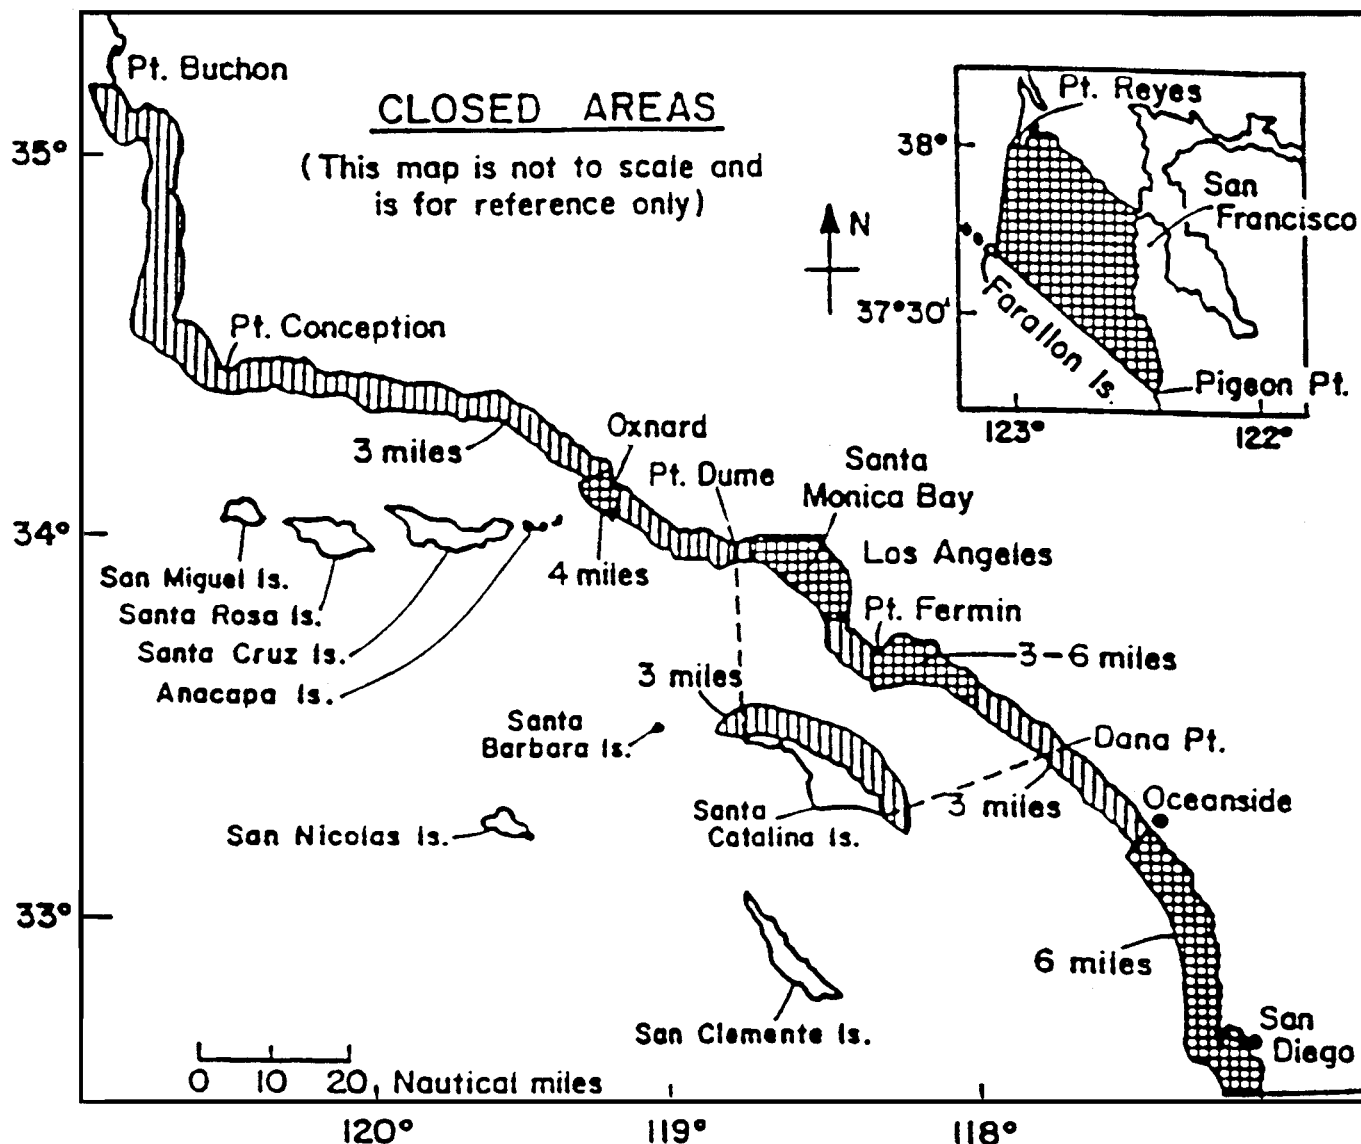 Pt. Buchon
CLOSED AREAS
(This map is not to scale and
is for reference only)
N
Pt. Reyes
38°
San
Francisco
37°30'
Farallon Is.
Pigeon Pt.
123°
122°
35°
Pt. Conception
3 miles
Oxnard
Pt. Dume
Santa
Monica Bay
34°
Los Angeles
4 miles
San Miguel Is.
Santa Rosa Is.
Santa Cruz Is.
Anacapa Is.
Pt. Fermin
3-6 miles
3 miles
Santa
Barbara Is.
Dana Pt.
3 miles
Oceanside
Santa
Catalina Is.
San Nicolas Is.
33°
6 miles
San Clemente Is.
San
Diego
0 10 20 Nautical miles
120°
119°
118°